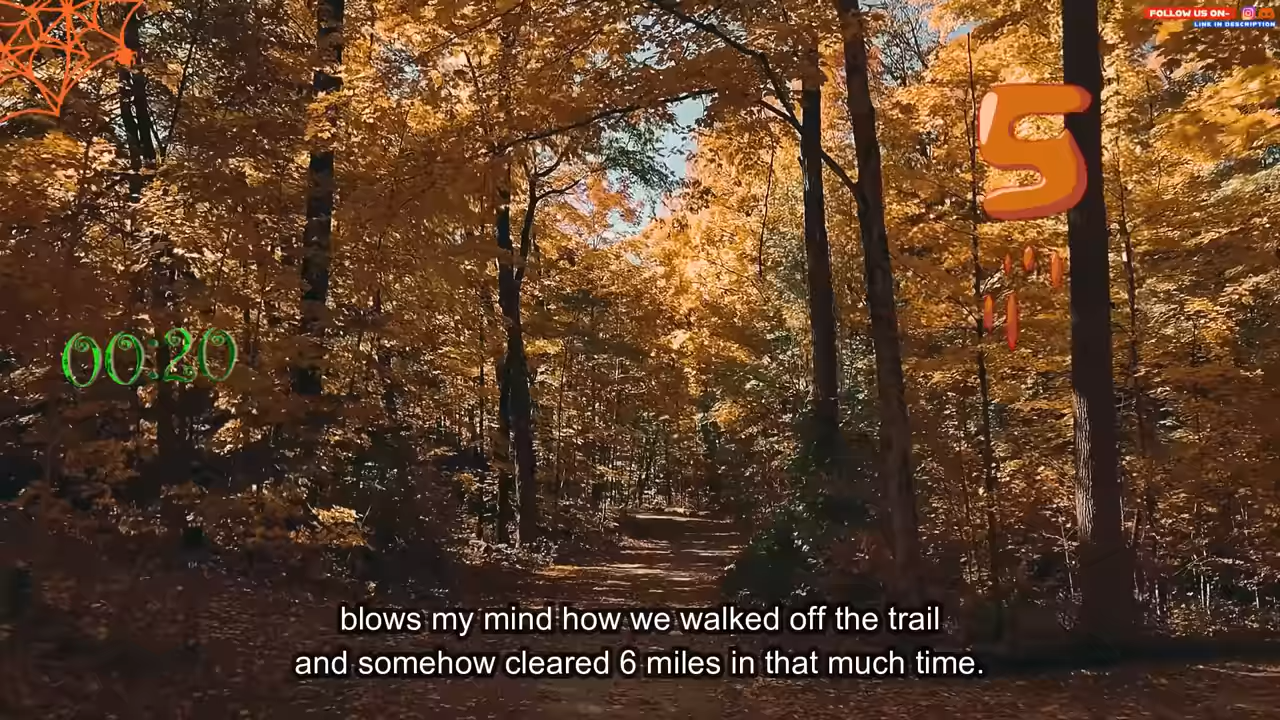 FOLLOW US ON-
LINK IN DESCRIPTION
5
00:20
blows my mind how we walked off the trail
and somehow cleared 6 miles in that much time.